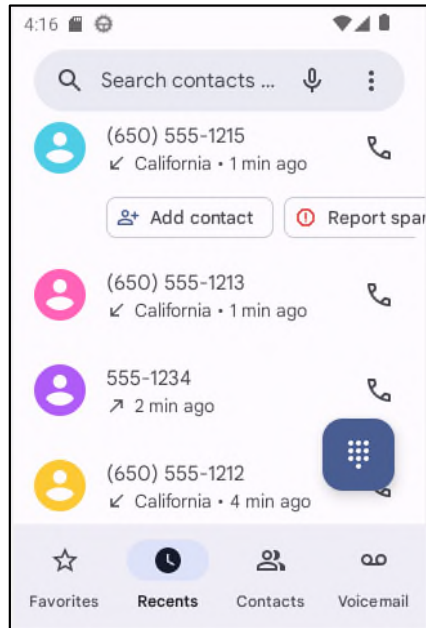 4:16
Search contacts ...
(650) 555-1215
↙ California • 1 min ago
Add contact
Report spar
(650) 555-1213
↙ California • 1 min ago
555-1234
↗ 2 min ago
(650) 555-1212
↙ California • 4 min ago
Favorites Recents Contacts Voicemail